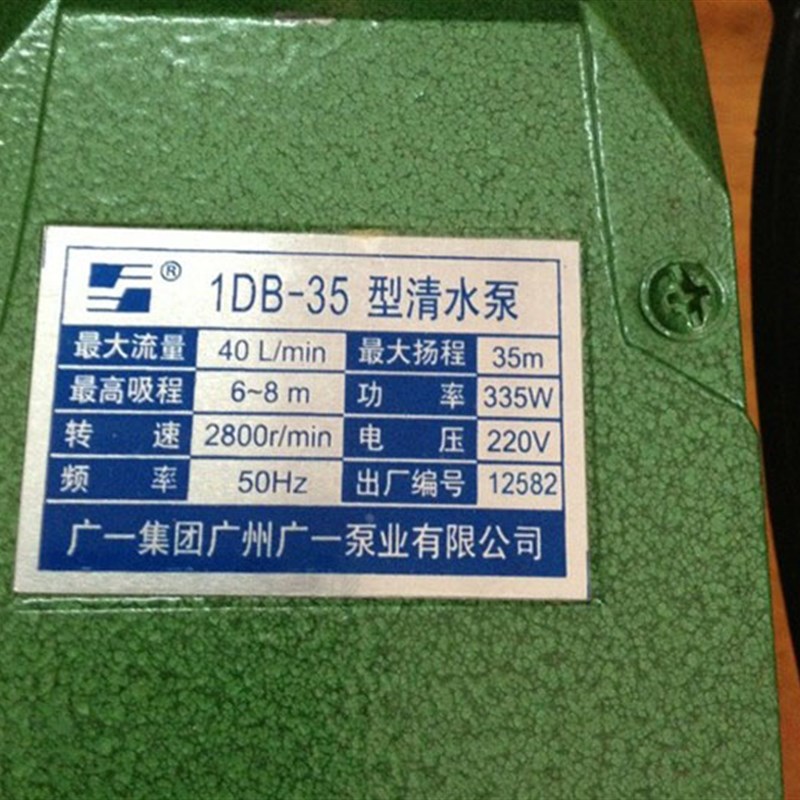 ® 1DB-35 型清水泵
最大流量 40 L/min 最大扬程 35m
最高吸程 6~8 m 功率 335W
转速 2800r/min 电压 220V
频率 50Hz 出厂编号 12582
广一集团广州广一泵业有限公司